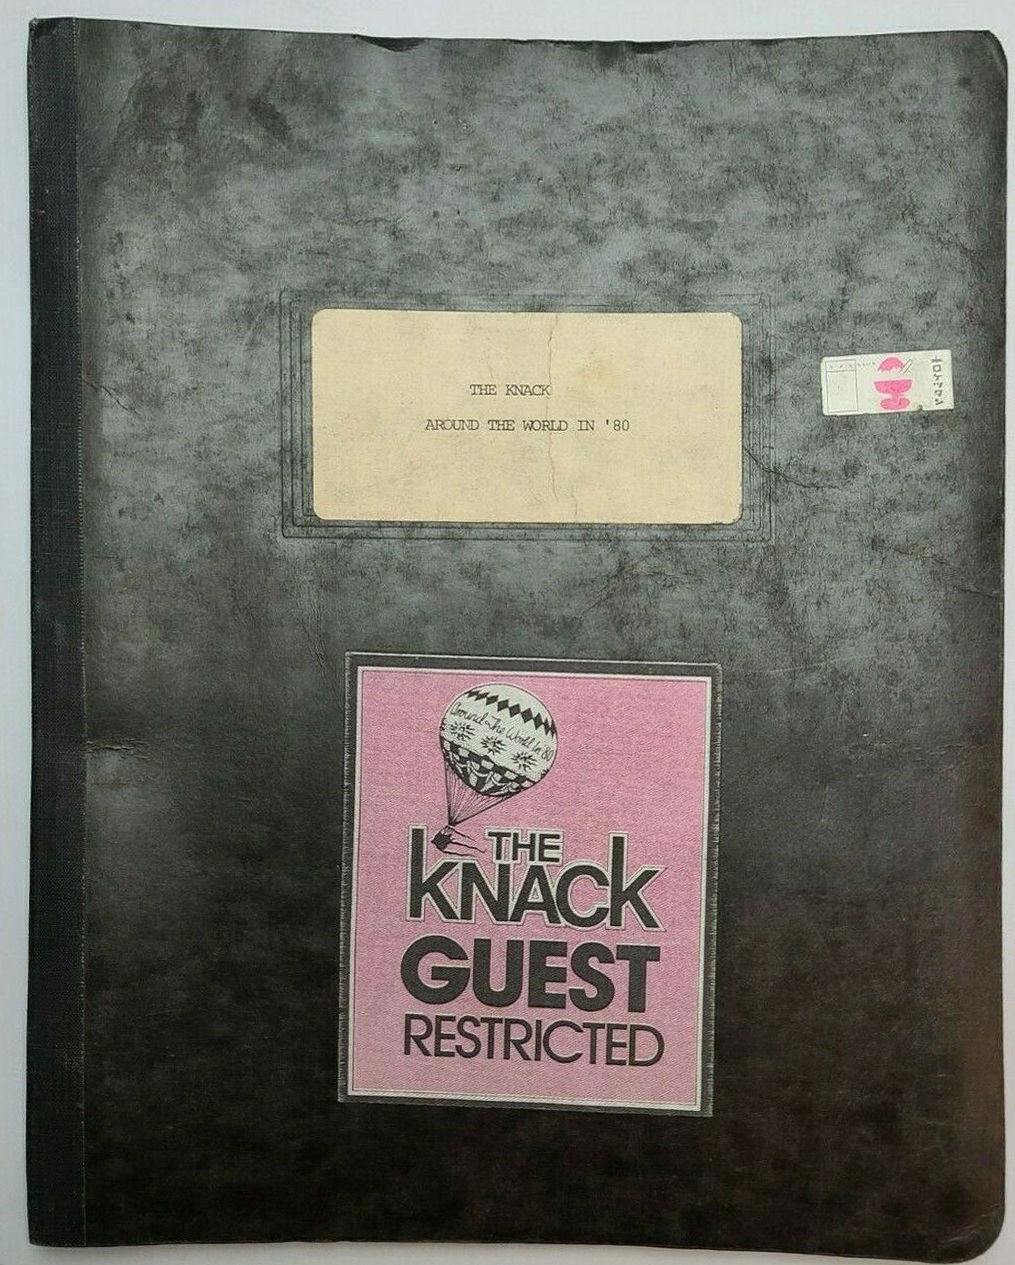 THE KNACK
AROUND THE WORLD IN '80
Around The World In '80
THE
KNACK
GUEST
RESTRICTED